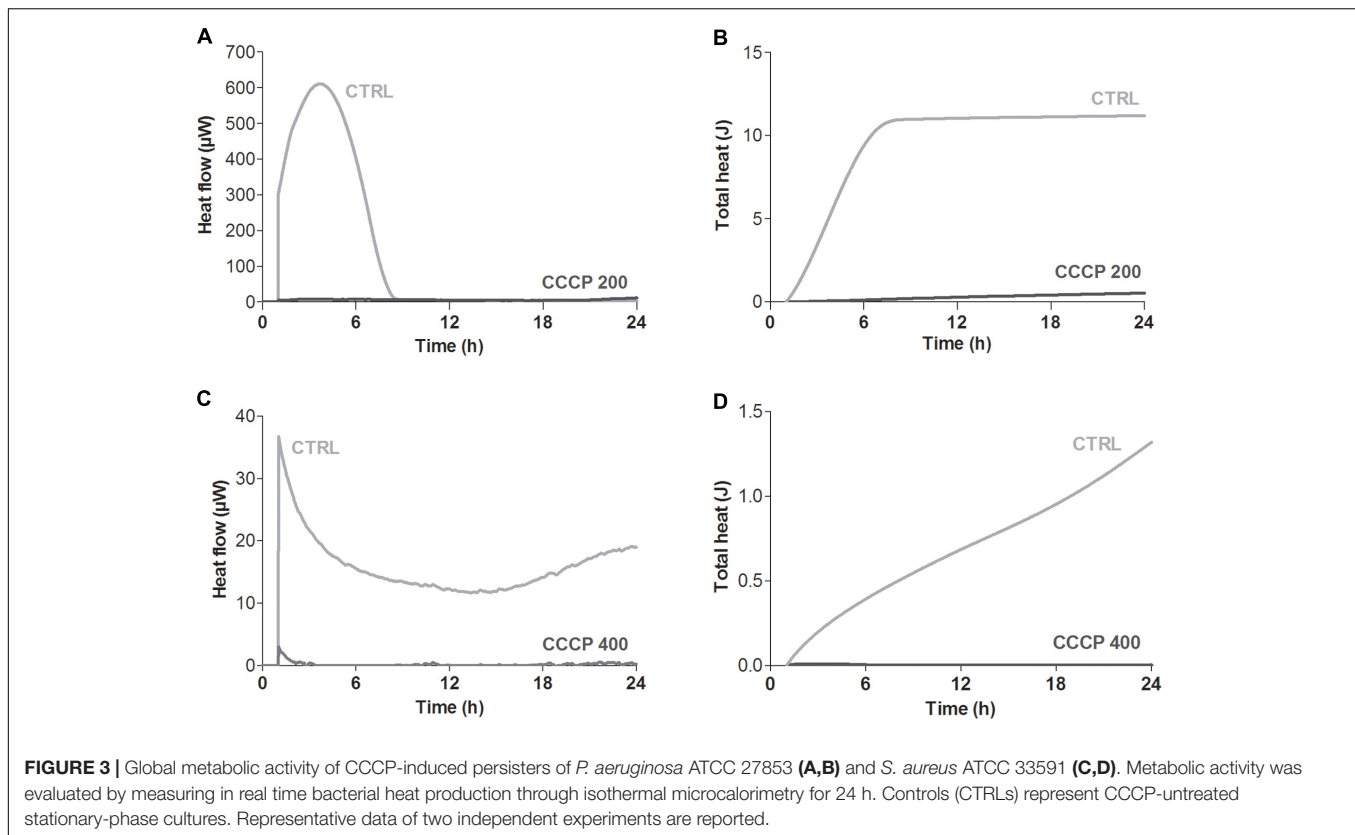 A
B
700
600
500
400
300
200
100
0
Heat flow (µW)
CTRL
CCCP 200
0
6
12
18
24
Time (h)
15
10
5
0
Total heat (J)
CTRL
CCCP 200
0
6
12
18
24
Time (h)
C
D
40
30
20
10
0
Heat flow (µW)
CTRL
CCCP 400
0
6
12
18
24
Time (h)
1.5
1.0
0.5
0.0
Total heat (J)
CTRL
CCCP 400
0
6
12
18
24
Time (h)
FIGURE 3 | Global metabolic activity of CCCP-induced persisters of P. aeruginosa ATCC 27853 (A,B) and S. aureus ATCC 33591 (C,D). Metabolic activity was
evaluated by measuring in real time bacterial heat production through isothermal microcalorimetry for 24 h. Controls (CTRLs) represent CCCP-untreated
stationary-phase cultures. Representative data of two independent experiments are reported.